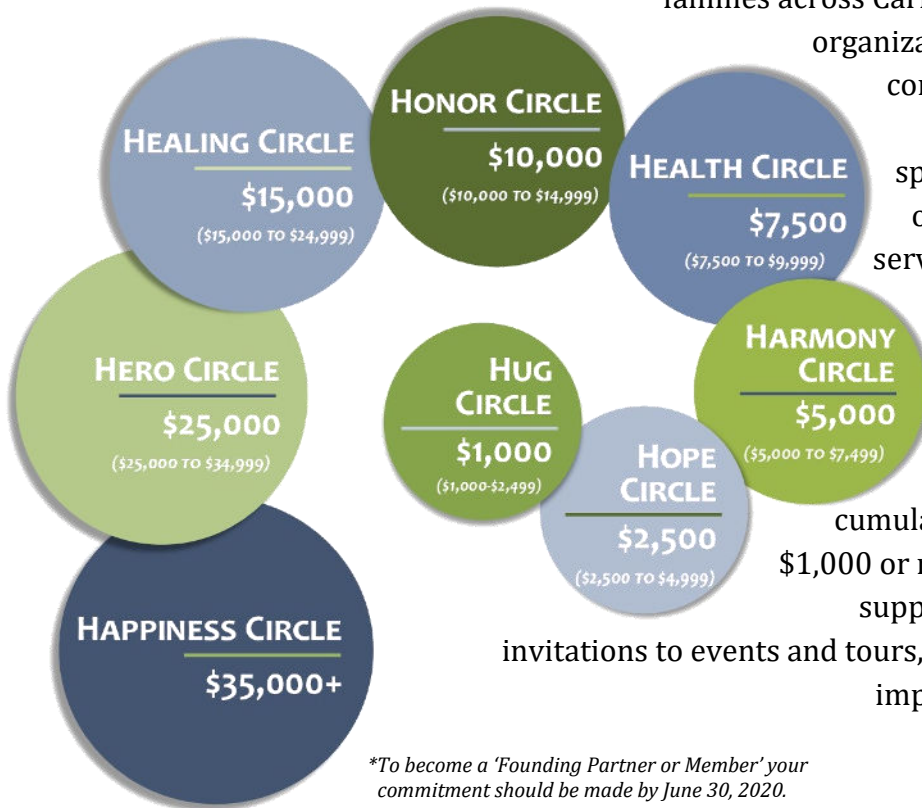 HEALING CIRCLE
$15,000
($15,000 TO $24,999)
HONOR CIRCLE
$10,000
($10,000 TO $14,999)
HEALTH CIRCLE
$7,500
($7,500 TO $9,999)
HARMONY
CIRCLE
$5,000
($5,000 TO $7,499)
HERO CIRCLE
$25,000
($25,000 TO $34,999)
HUG
CIRCLE
$1,000
($1,000-$2,499)
HOPE
CIRCLE
$2,500
($2,500 TO $4,999)
HAPPINESS CIRCLE
$35,000+
families across
cumula
$1,000 or
supp
invitations to events and tours,
imp
*To become a ‘Founding Partner or Member’ your
commitment should be made by June 30, 2020.